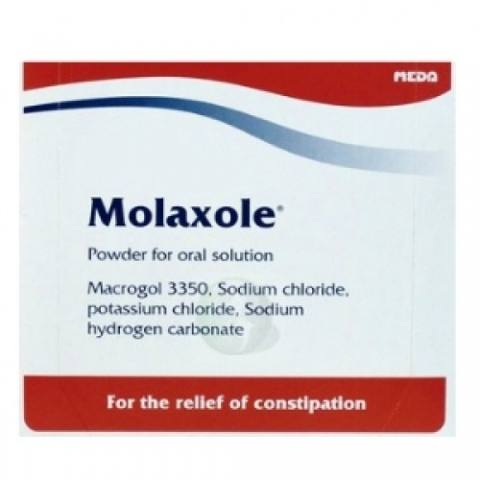 MEDA
Molaxole®
Powder for oral solution
Macrogol 3350, Sodium chloride,
potassium chloride, Sodium
hydrogen carbonate
For the relief of constipation